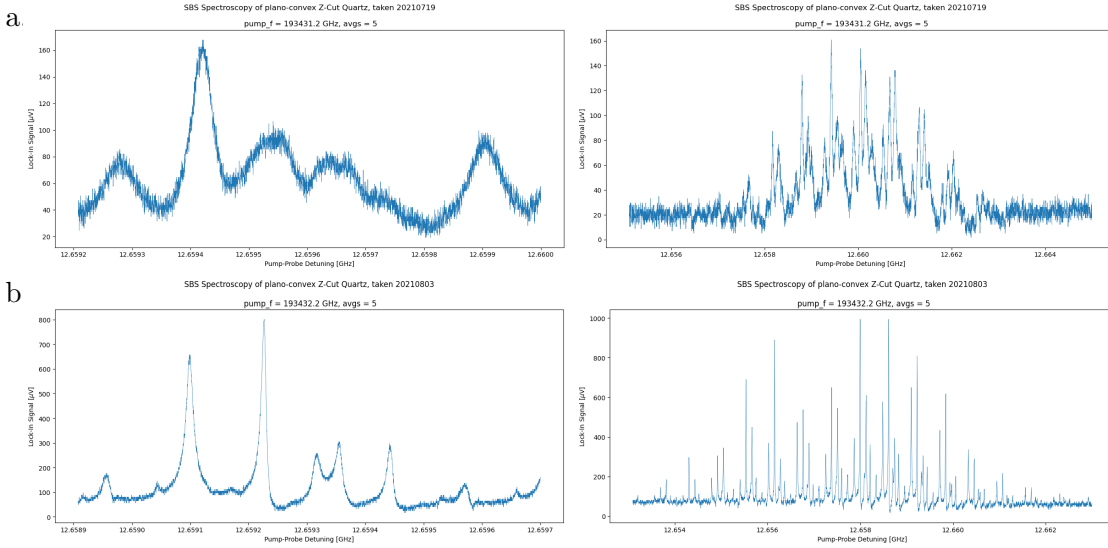 a.
SBS Spectroscopy of plano-convex Z-Cut Quartz, taken 20210719
pump_f = 193431.2 GHz, avgs = 5
160
140
120
100
80
60
40
20
Lock-In Signal [μV]
12.6592 12.6593 12.6594 12.6595 12.6596 12.6597 12.6598 12.6599 12.6600
Pump-Probe Detuning [GHz]
SBS Spectroscopy of plano-convex Z-Cut Quartz, taken 20210719
pump_f = 193431.2 GHz, avgs = 5
160
140
120
100
80
60
40
20
0
Lock-In Signal [μV]
12.656 12.658 12.660 12.662 12.664
Pump-Probe Detuning [GHz]
b
SBS Spectroscopy of plano-convex Z-Cut Quartz, taken 20210803
pump_f = 193432.2 GHz, avgs = 5
800
700
600
500
400
300
200
100
0
Lock-In Signal [μV]
12.6589 12.6590 12.6591 12.6592 12.6593 12.6594 12.6595 12.6596 12.6597
Pump-Probe Detuning [GHz]
SBS Spectroscopy of plano-convex Z-Cut Quartz, taken 20210803
pump_f = 193432.2 GHz, avgs = 5
1000
800
600
400
200
0
Lock-In Signal [μV]
12.654 12.656 12.658 12.660 12.662
Pump-Probe Detuning [GHz]